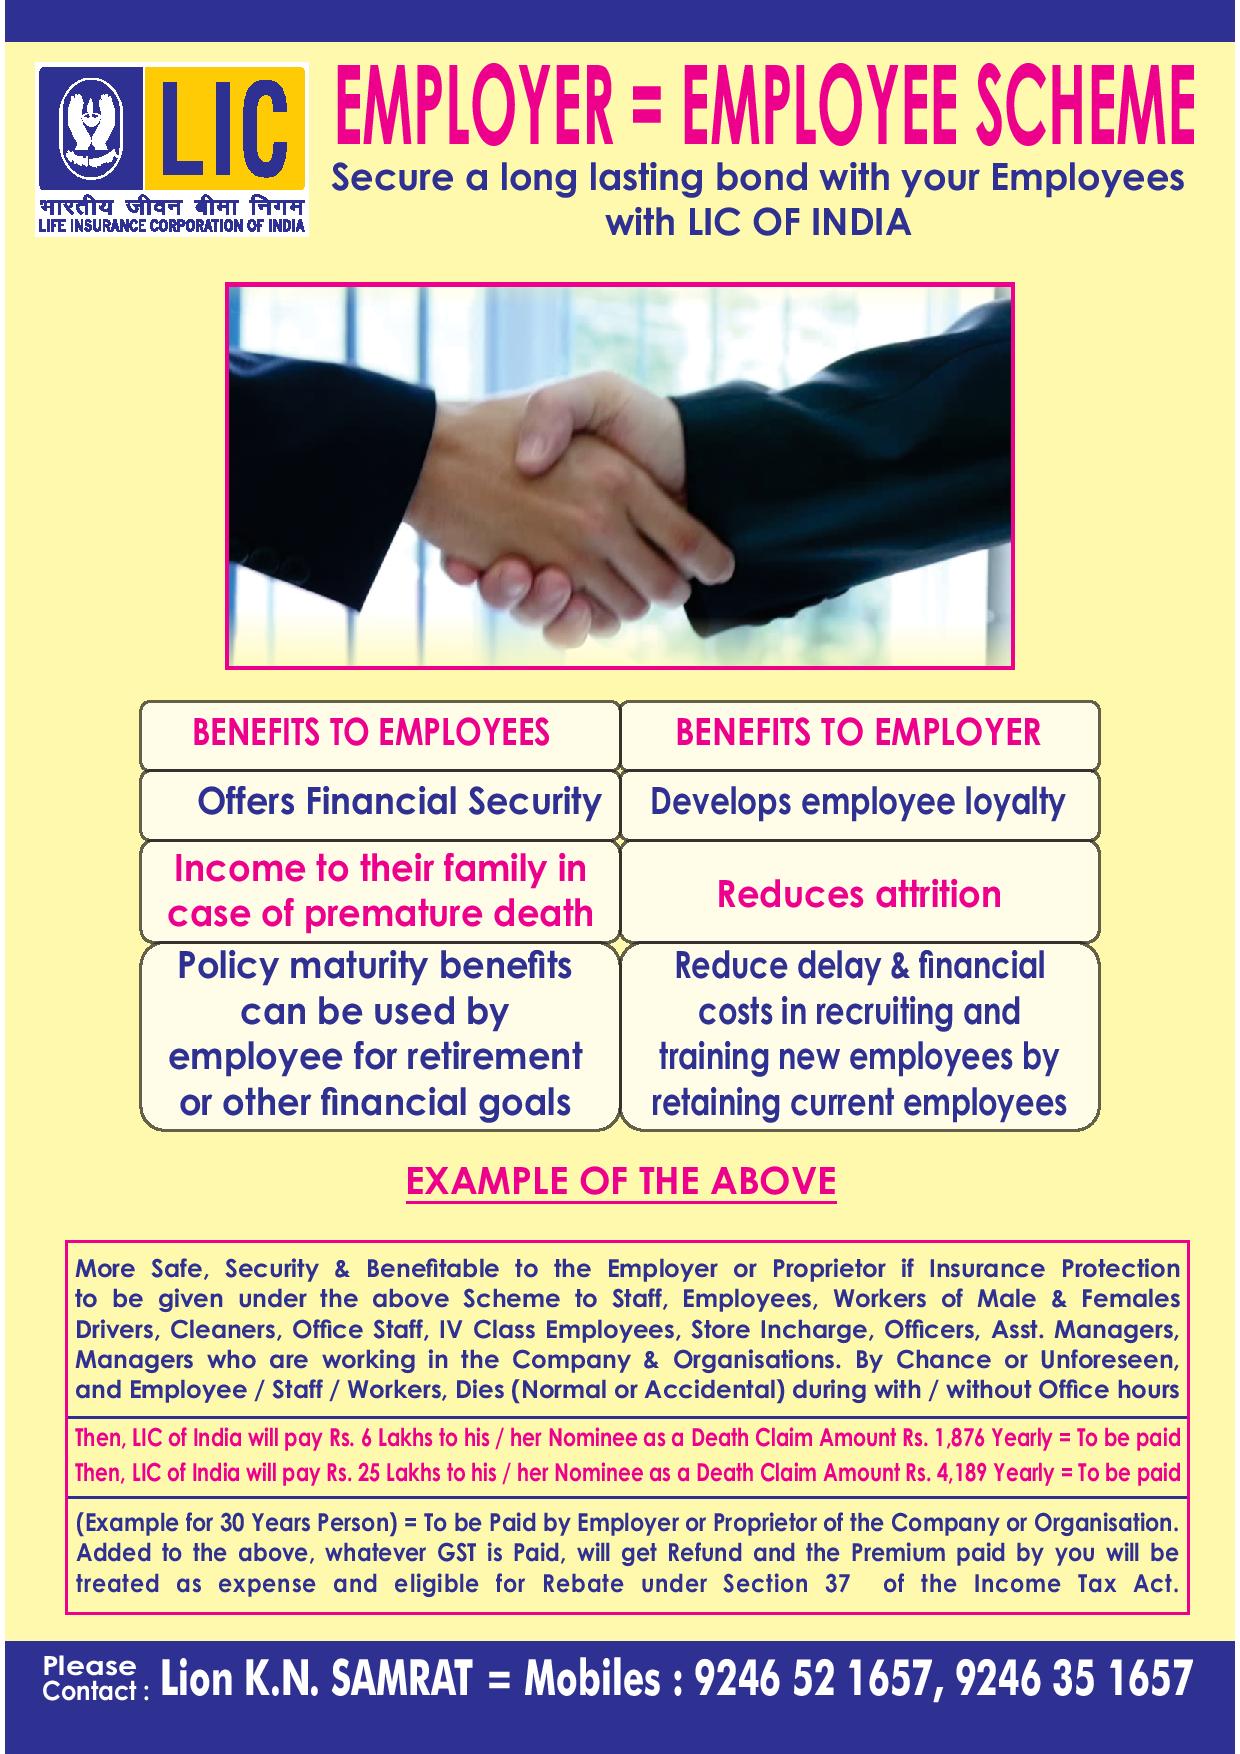 LIC
भारतीय जीवन बीमा निगम
LIFE INSURANCE CORPORATION OF INDIA
EMPLOYER = EMPLOYEE SCHEME
Secure a long lasting bond with your Employees
with LIC OF INDIA
BENEFITS TO EMPLOYEES
BENEFITS TO EMPLOYER
Offers Financial Security
Develops employee loyalty
Income to their family in
case of premature death
Reduces attrition
Policy maturity benefits
can be used by
employee for retirement
or other financial goals
Reduce delay & financial
costs in recruiting and
training new employees by
retaining current employees
EXAMPLE OF THE ABOVE
More Safe, Security & Benefitable to the Employer or Proprietor if Insurance Protection
to be given under the above Scheme to Staff, Employees, Workers of Male & Females
Drivers, Cleaners, Office Staff, IV Class Employees, Store Incharge, Officers, Asst. Managers,
Managers who are working in the Company & Organisations. By Chance or Unforeseen,
and Employee / Staff / Workers, Dies (Normal or Accidental) during with / without Office hours
Then, LIC of India will pay Rs. 6 Lakhs to his / her Nominee as a Death Claim Amount Rs. 1,876 Yearly = To be paid
Then, LIC of India will pay Rs. 25 Lakhs to his / her Nominee as a Death Claim Amount Rs. 4,189 Yearly = To be paid
(Example for 30 Years Person) = To be Paid by Employer or Proprietor of the Company or Organisation.
Added to the above, whatever GST is Paid, will get Refund and the Premium paid by you will be
treated as expense and eligible for Rebate under Section 37 of the Income Tax Act.
Please
Contact :
Lion K.N. SAMRAT = Mobiles : 9246 52 1657, 9246 35 1657